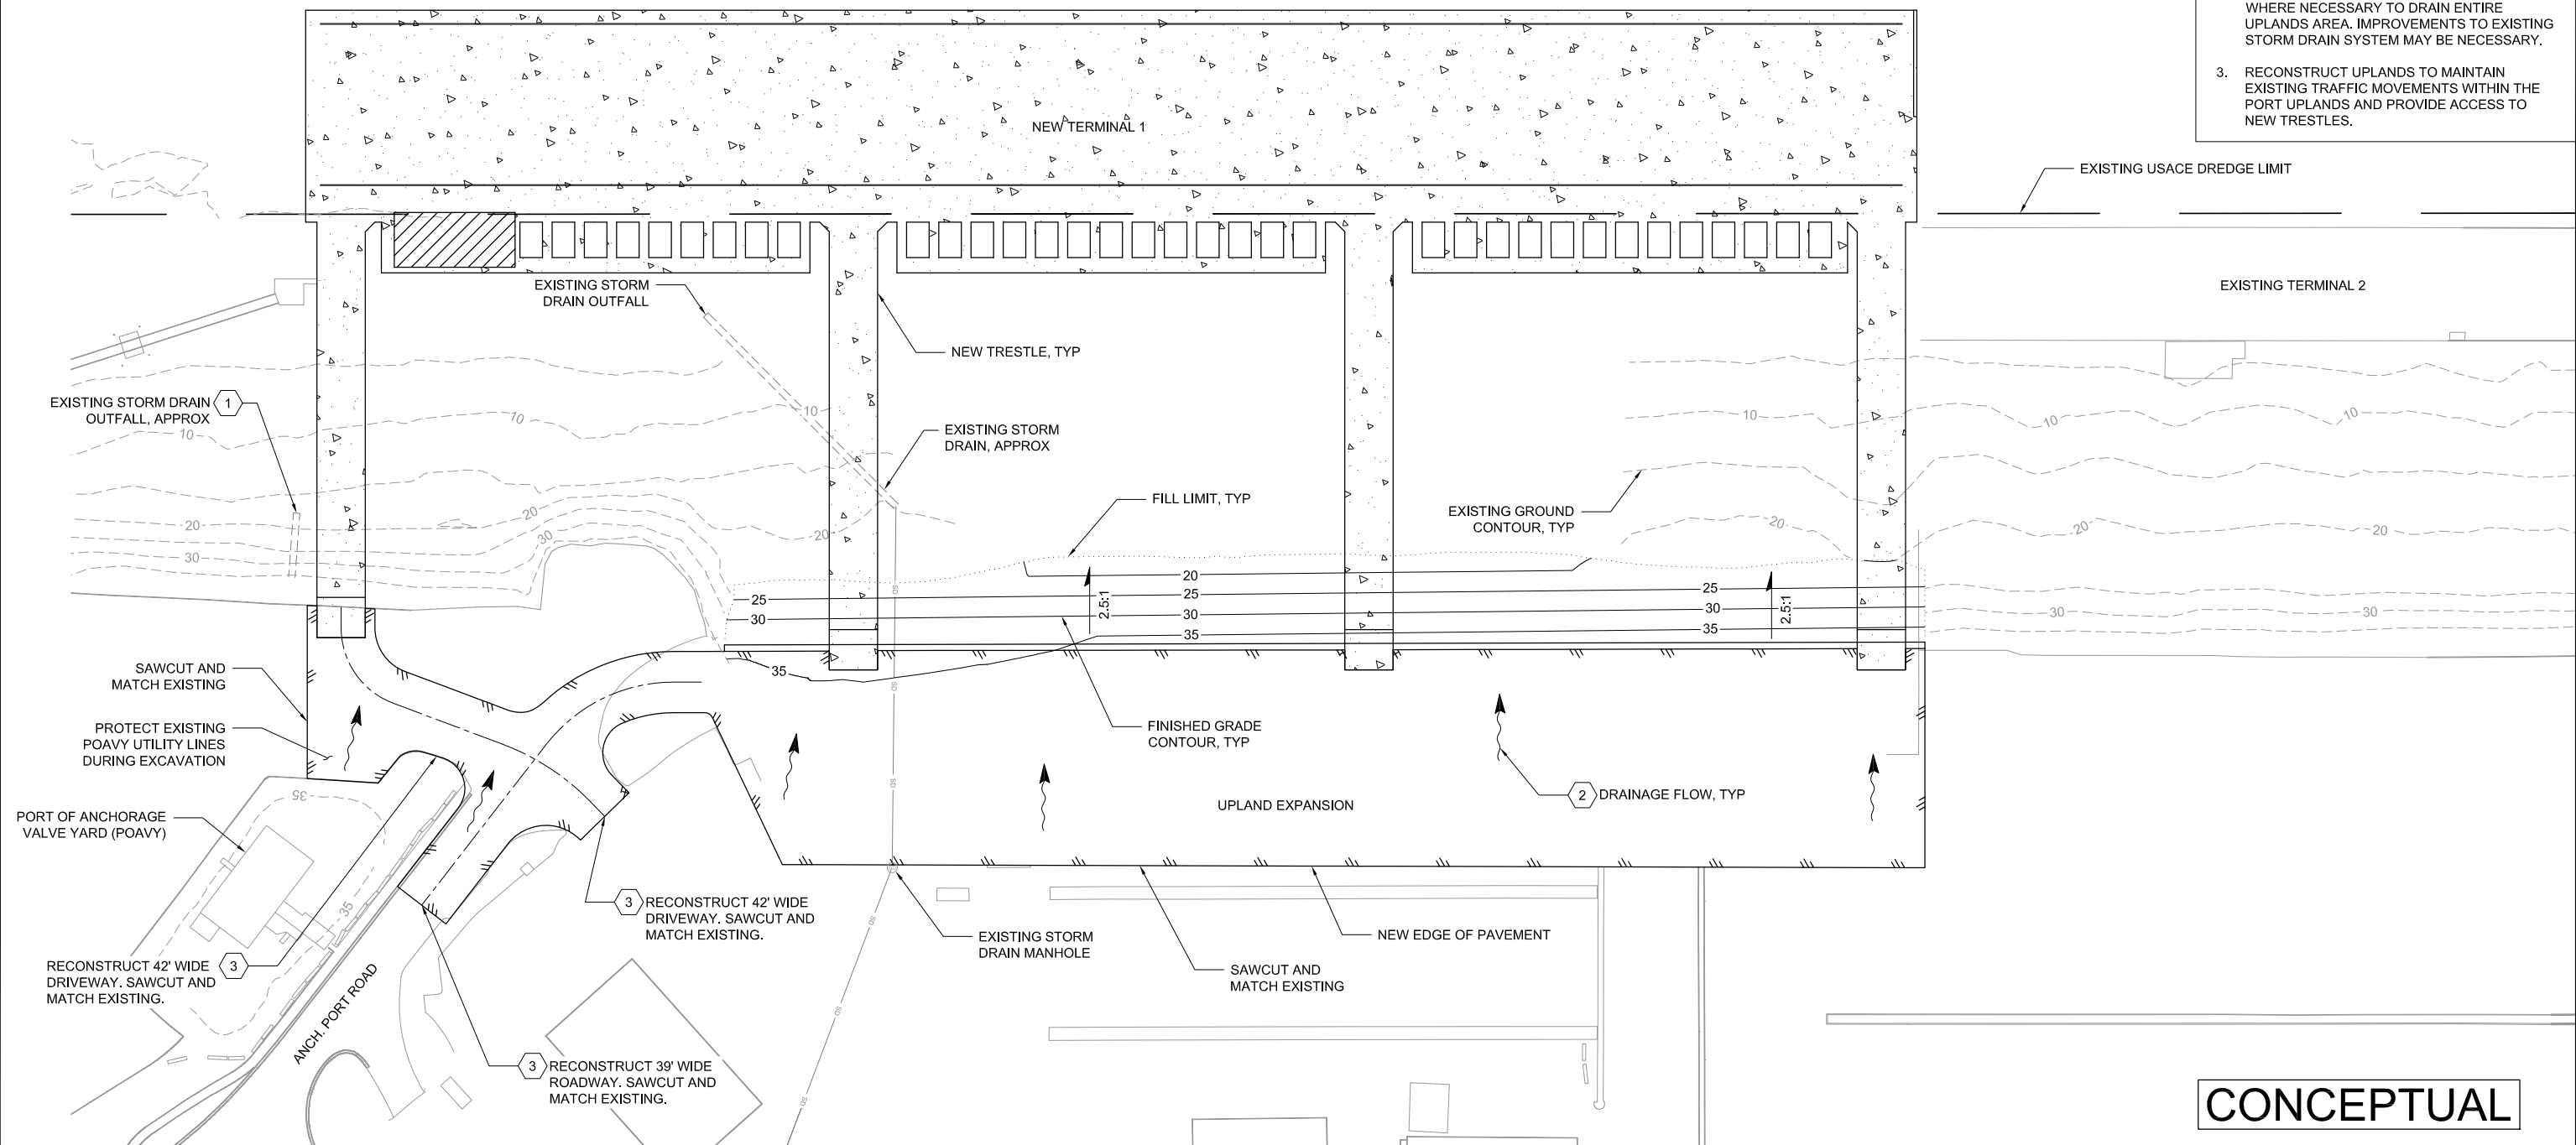 WHERE NECESSARY TO DRAIN ENTIRE
UPLANDS AREA. IMPROVEMENTS TO EXISTING
STORM DRAIN SYSTEM MAY BE NECESSARY.
3. RECONSTRUCT UPLANDS TO MAINTAIN
EXISTING TRAFFIC MOVEMENTS WITHIN THE
PORT UPLANDS AND PROVIDE ACCESS TO
NEW TRESTLES.
NEW TERMINAL 1
EXISTING USACE DREDGE LIMIT
EXISTING TERMINAL 2
EXISTING STORM
DRAIN OUTFALL
NEW TRESTLE, TYP
EXISTING STORM DRAIN 1
OUTFALL, APPROX
10
10
10
10
10
10
EXISTING STORM
DRAIN, APPROX
FILL LIMIT, TYP
EXISTING GROUND
CONTOUR, TYP
20
20
20
20
20
20
30
30
SD
20
25
25
25
30
30
30
30
30
35
35
2.5:1
2.5:1
35
SD
SAWCUT AND
MATCH EXISTING
PROTECT EXISTING
POAVY UTILITY LINES
DURING EXCAVATION
FINISHED GRADE
CONTOUR, TYP
SD
35
UPLAND EXPANSION
2 DRAINAGE FLOW, TYP
PORT OF ANCHORAGE
VALVE YARD (POAVY)
35
3 RECONSTRUCT 42' WIDE
DRIVEWAY. SAWCUT AND
MATCH EXISTING.
SD
EXISTING STORM
DRAIN MANHOLE
NEW EDGE OF PAVEMENT
SAWCUT AND
MATCH EXISTING
RECONSTRUCT 42' WIDE 3
DRIVEWAY. SAWCUT AND
MATCH EXISTING.
ANCH. PORT ROAD
SD
3 RECONSTRUCT 39' WIDE
ROADWAY. SAWCUT AND
MATCH EXISTING.
SD
CONCEPTUAL